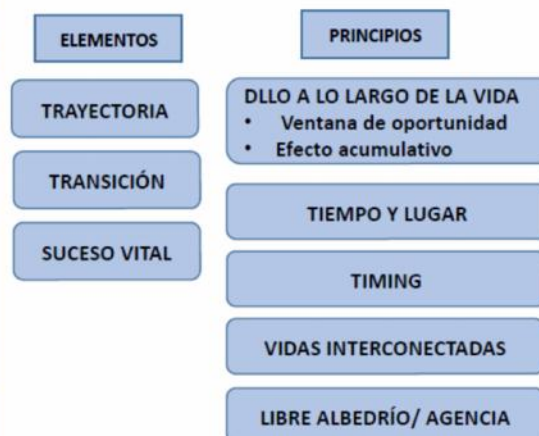 ELEMENTOS
TRAYECTORIA
TRANSICIÓN
SUCESO VITAL
PRINCIPIOS
DLLO A LO LARGO DE LA VIDA
• Ventana de oportunidad
• Efecto acumulativo
TIEMPO Y LUGAR
TIMING
VIDAS INTERCONECTADAS
LIBRE ALBEDRÍO/ AGENCIA